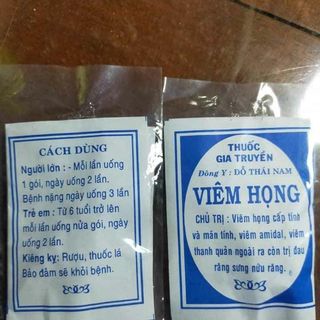 CÁCH DÙNG
Người lớn : - Mỗi lần uống
1 gói, ngày uống 2 lần.
Bệnh nặng ngày uống 3 lần
Trẻ em : Từ 6 tuổi trở lên
mỗi lần uống nửa gói, ngày
uống 2 lần.
Kiêng kỵ: Rượu, thuốc lá
Bảo đảm sẽ khỏi bệnh.
THUỐC
GIA TRUYỀN
Đông Y : ĐỖ THÁI NAM
VIÊM HỌNG
CHỦ TRỊ : Viêm họng cấp tính
và mãn tính, viêm amidal, viêm
thanh quản ngoài ra còn trị đau
răng sưng nứu răng.